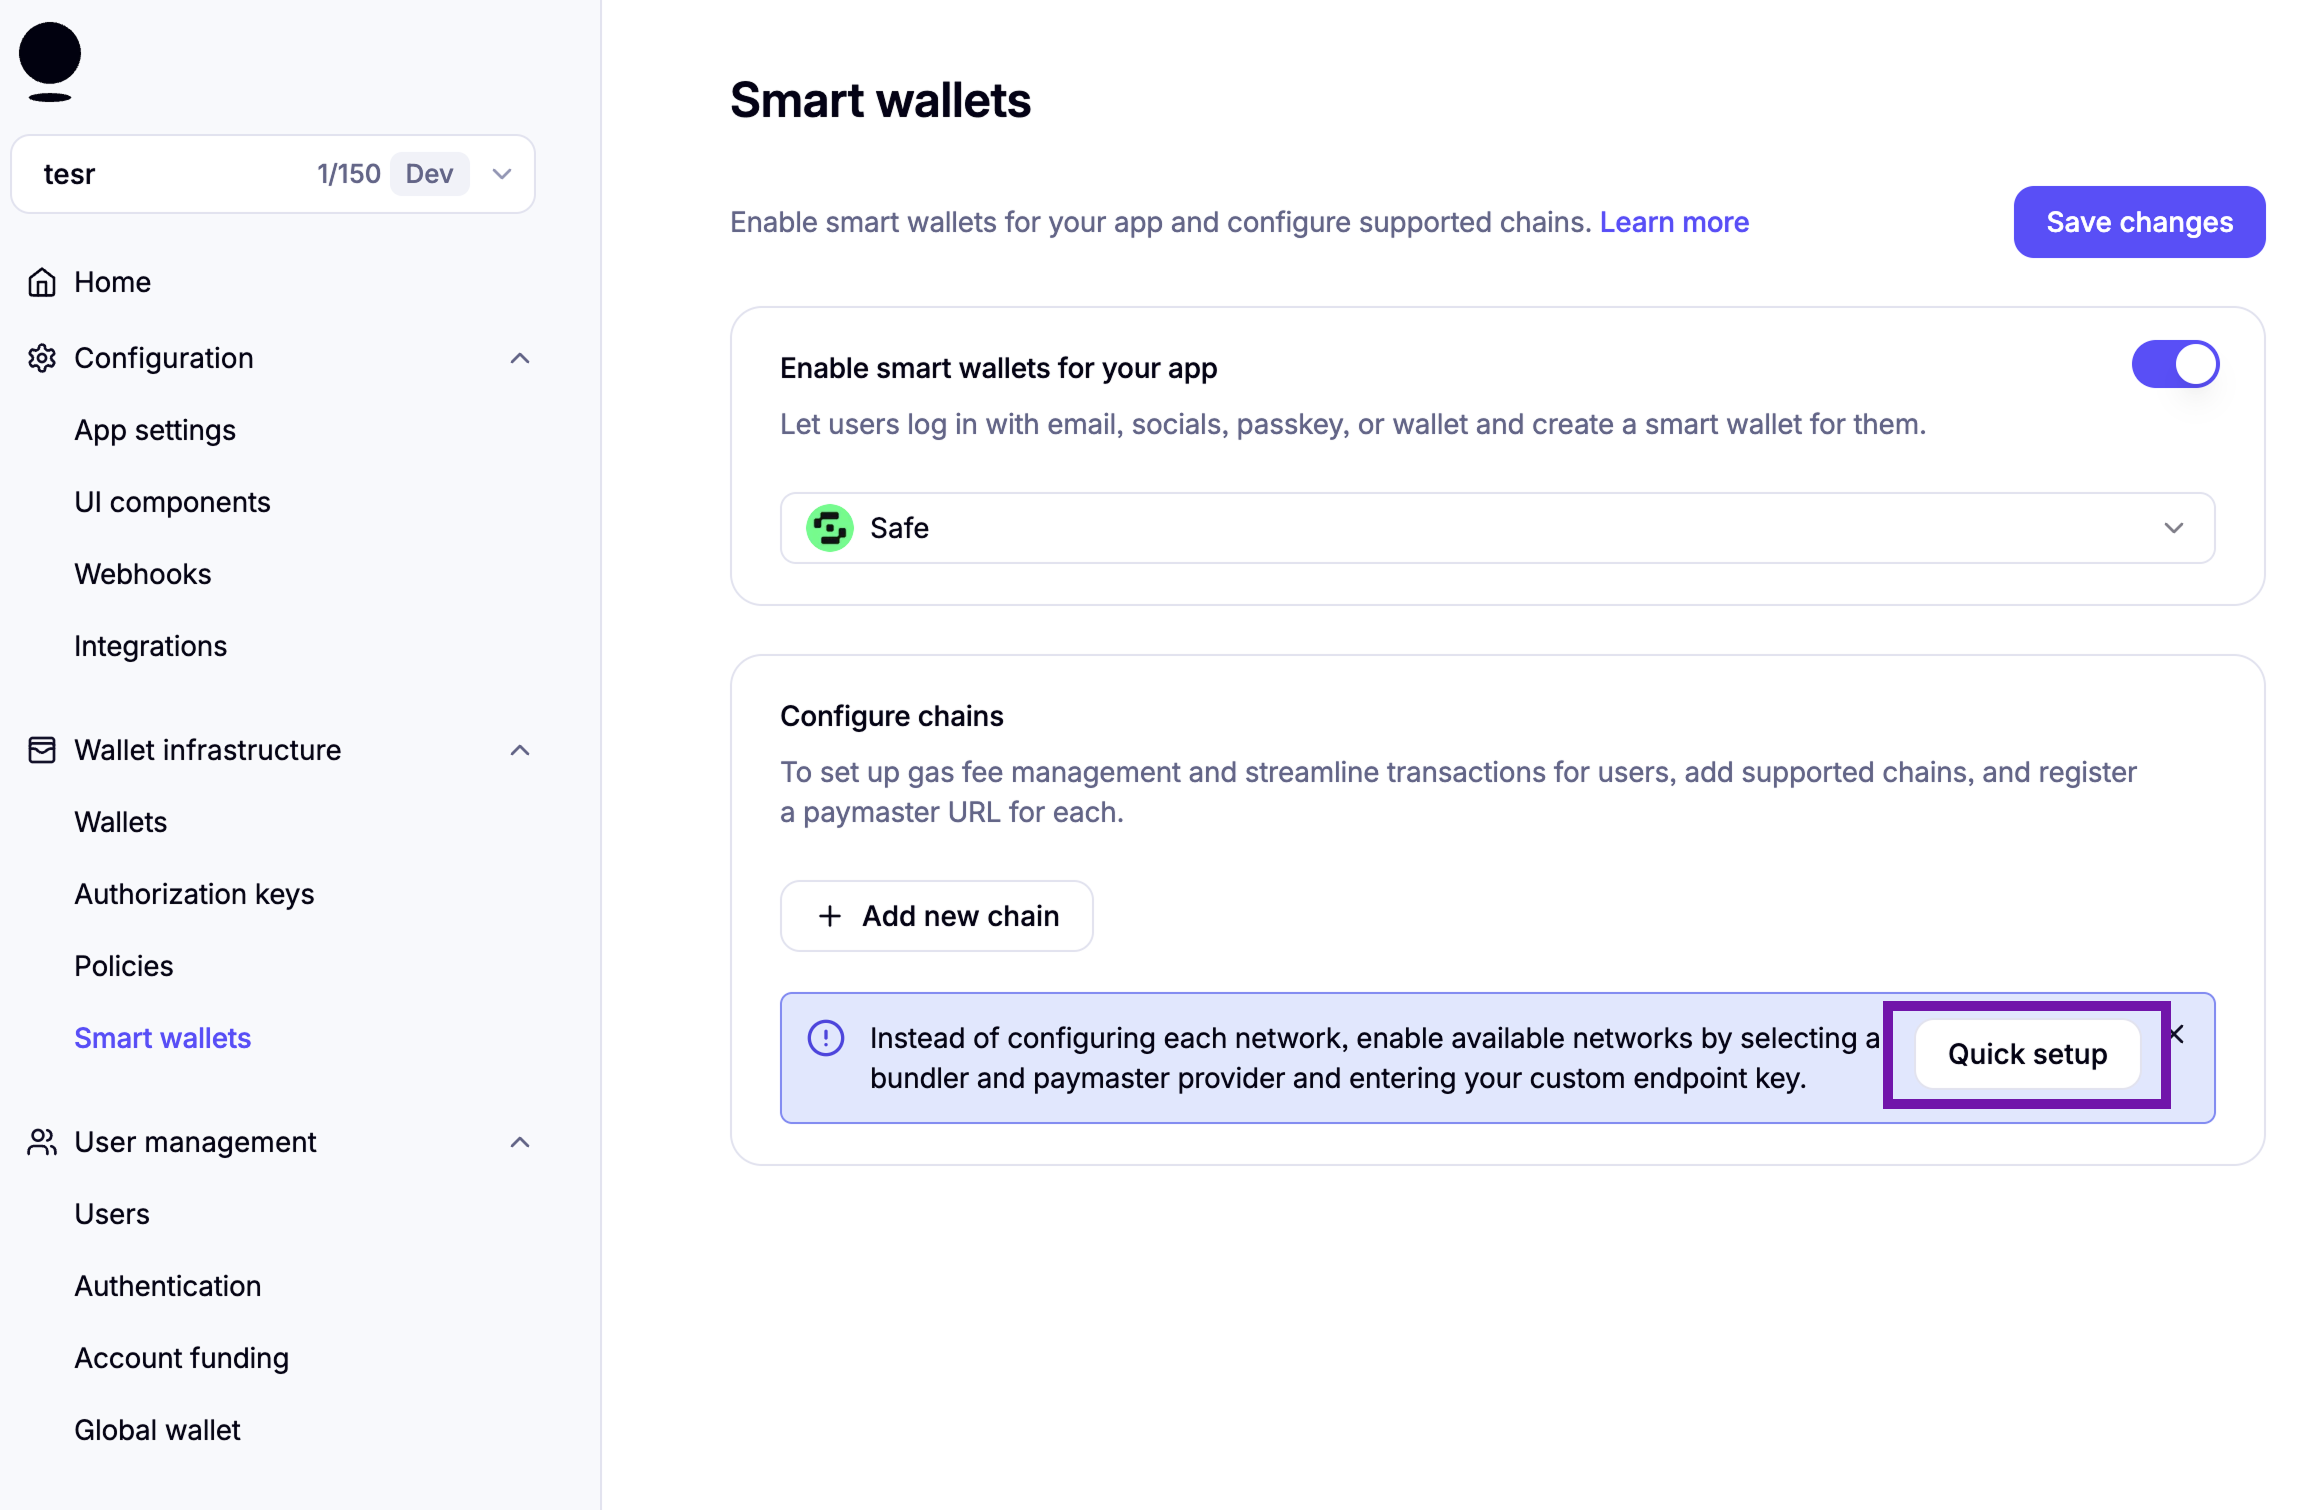 tesr 1/150 Dev
Home
Configuration
App settings
UI components
Webhooks
Integrations
Wallet infrastructure
Wallets
Authorization keys
Policies
Smart wallets
User management
Users
Authentication
Account funding
Global wallet
Smart wallets
Enable smart wallets for your app and configure supported chains. Learn more
Save changes
Enable smart wallets for your app
Let users log in with email, socials, passkey, or wallet and create a smart wallet for them.
Safe
Configure chains
To set up gas fee management and streamline transactions for users, add supported chains, and register
a paymaster URL for each.
Add new chain
Instead of configuring each network, enable available networks by selecting a
bundler and paymaster provider and entering your custom endpoint key.
Quick setup